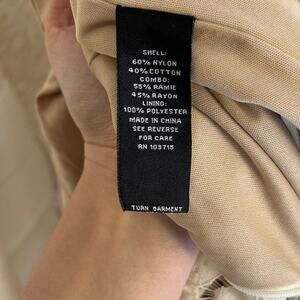 SHELL:
60% NYLON
40% COTTON
COMBO:
55% RAMIE
45% RAYON
LINING:
100% POLYESTER
MADE IN CHINA
SEE REVERSE
FOR CARE
RN 103715
TURN GARMENT